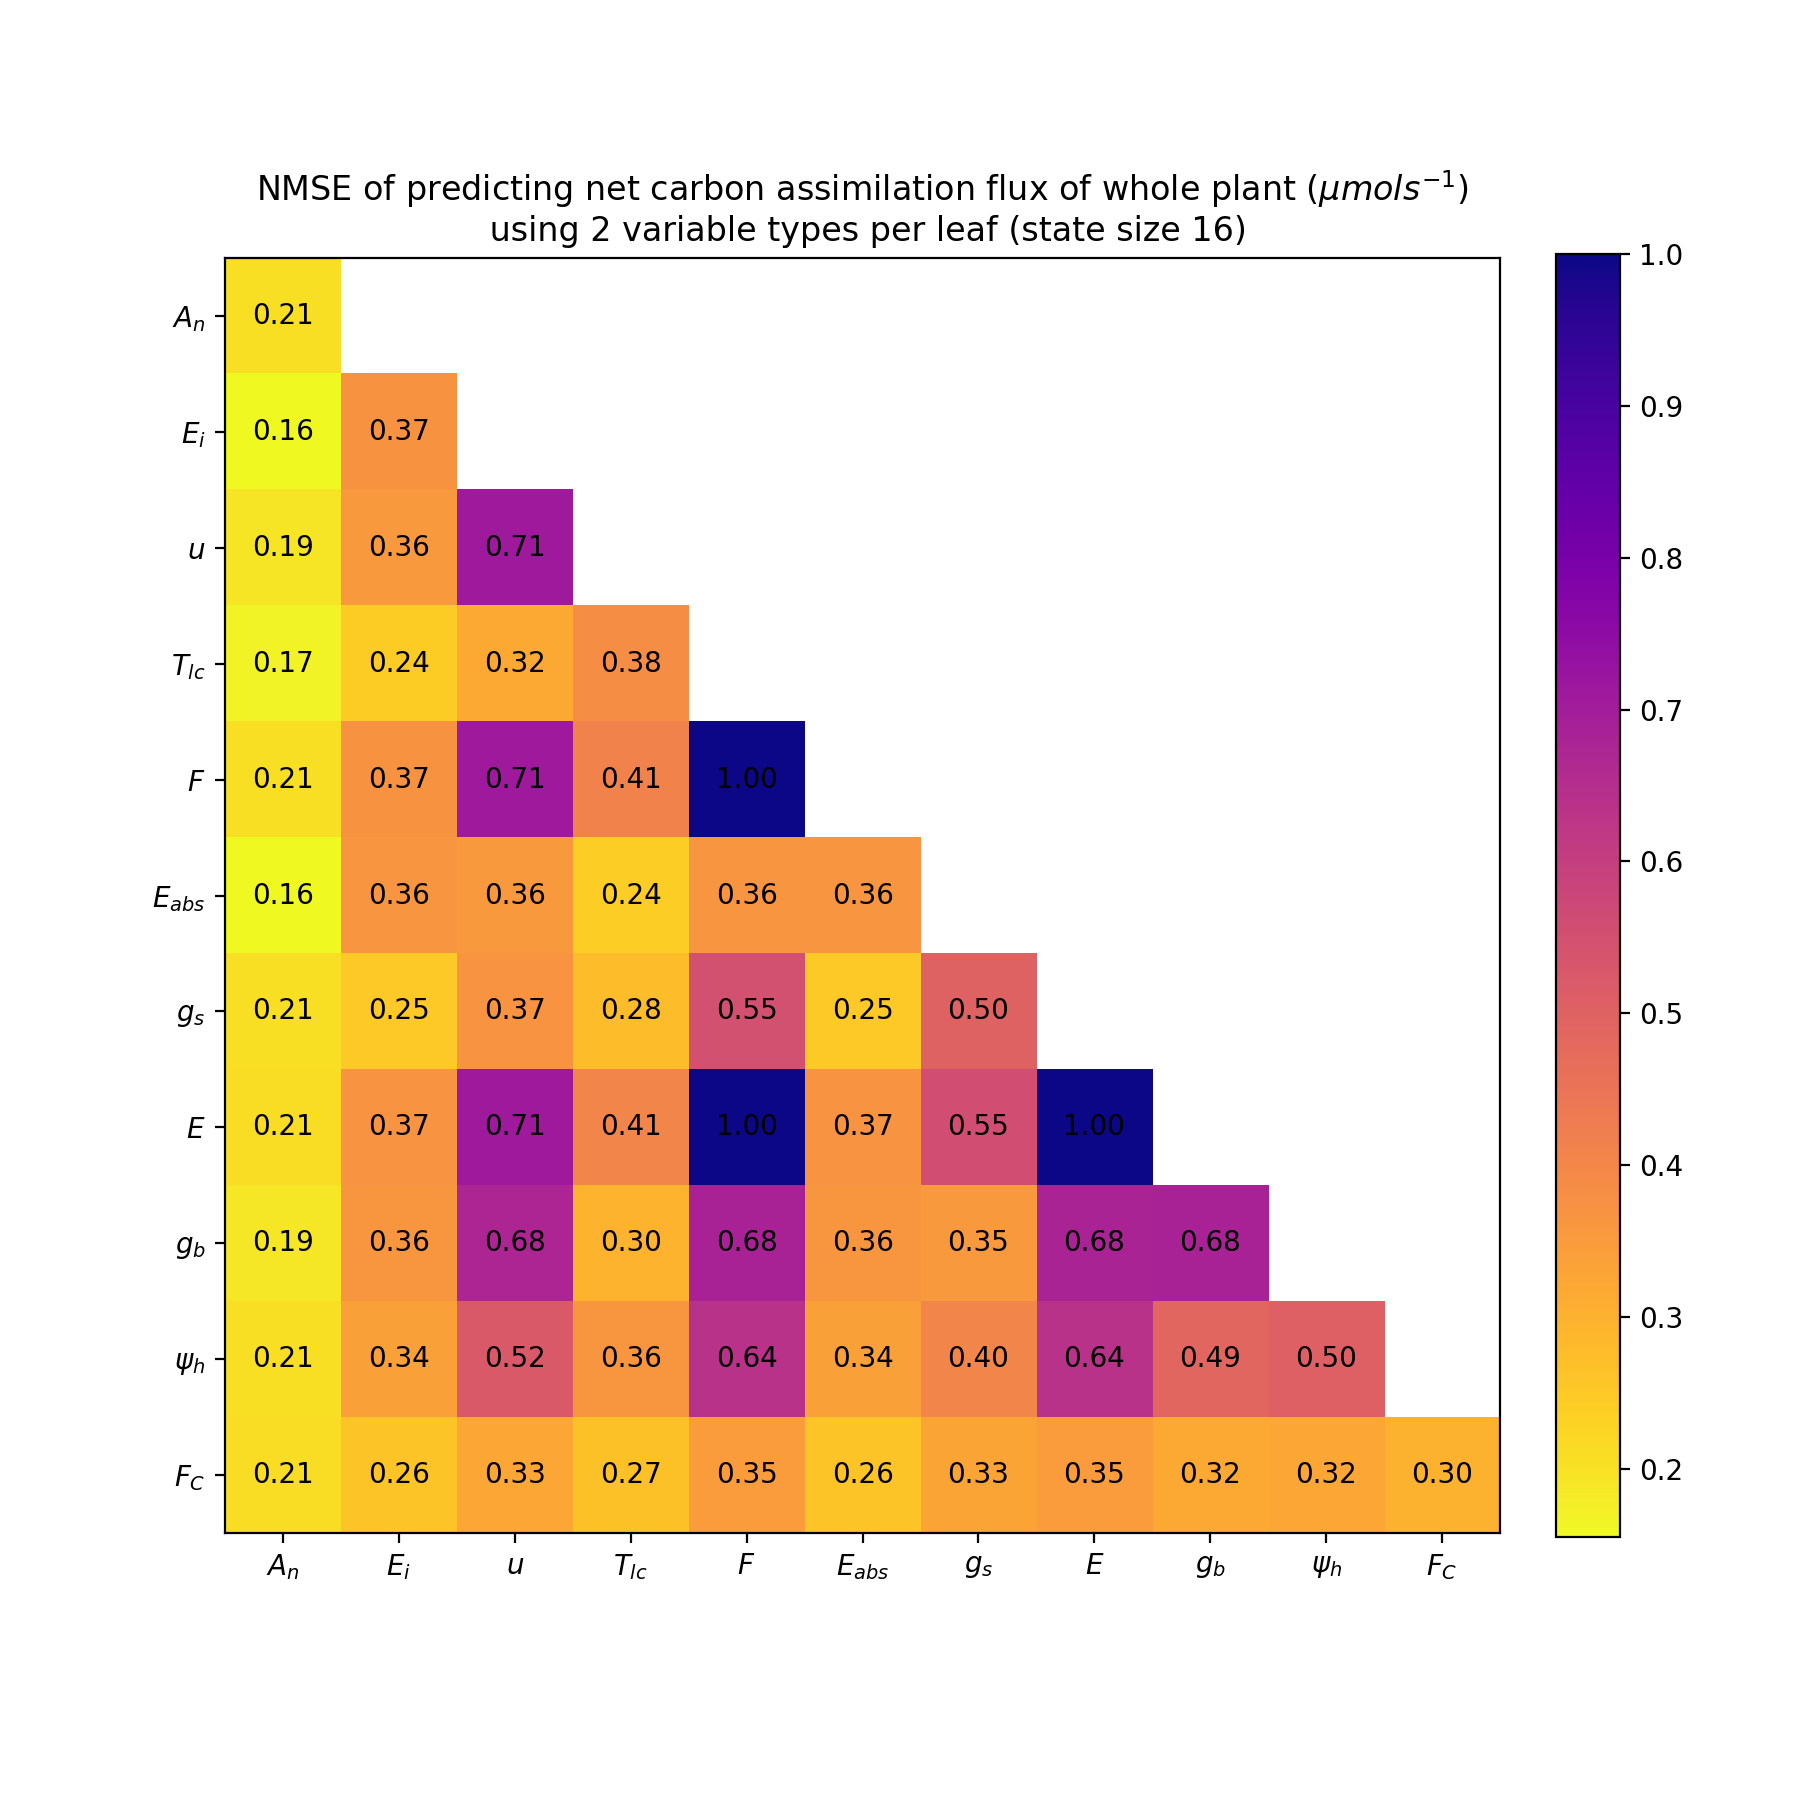 NMSE of predicting net carbon assimilation flux of whole plant (μmols⁻¹)
using 2 variable types per leaf (state size 16)
Aₙ 0.21
Eᵢ 0.16 0.37
u 0.19 0.36 0.71
T_lc 0.17 0.24 0.32 0.38
F 0.21 0.37 0.71 0.41 1.00
E_abs 0.16 0.36 0.36 0.24 0.36 0.36
g_s 0.21 0.25 0.37 0.28 0.55 0.25 0.50
E 0.21 0.37 0.71 0.41 1.00 0.37 0.55 1.00
g_b 0.19 0.36 0.68 0.30 0.68 0.36 0.35 0.68 0.68
ψ_h 0.21 0.34 0.52 0.36 0.64 0.34 0.40 0.64 0.49 0.50
F_C 0.21 0.26 0.33 0.27 0.35 0.26 0.33 0.35 0.32 0.32 0.30
Aₙ Eᵢ u T_lc F E_abs g_s E g_b ψ_h F_C
1.0
0.9
0.8
0.7
0.6
0.5
0.4
0.3
0.2